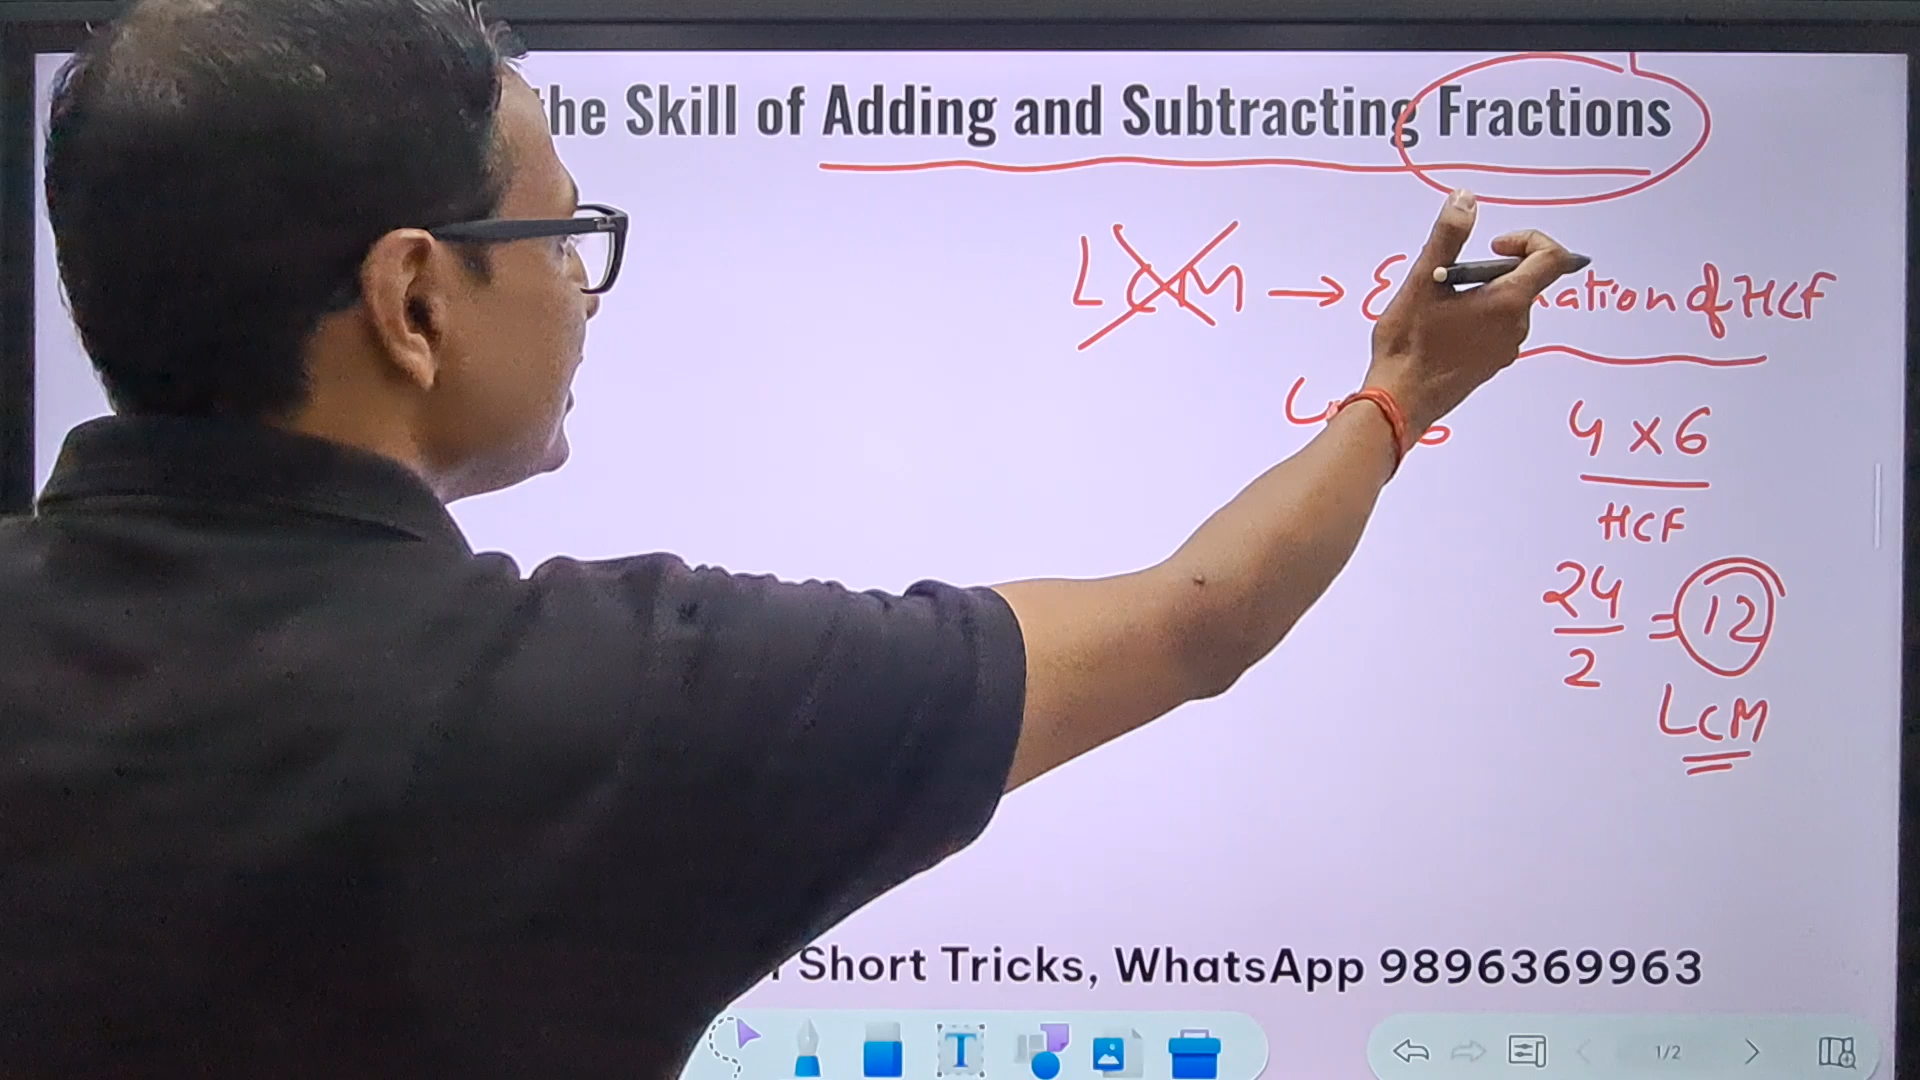 the Skill of Adding and Subtracting Fractions
LCM → nation of HCF
4 × 6
HCF
24
2
= 12
LCM
Short Tricks, WhatsApp 9896369963
T
1/2